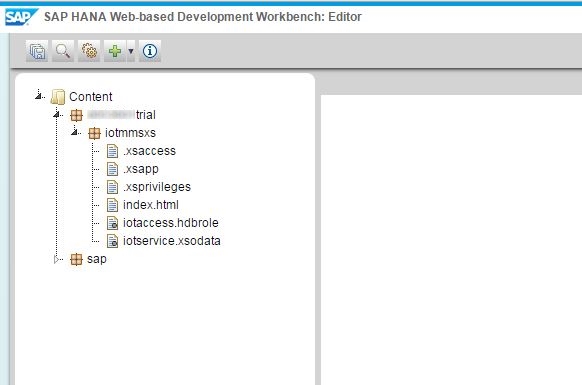 SAP SAP HANA Web-based Development Workbench: Editor
Content
trial
iotmmsxs
.xsaccess
.xsapp
.xsprivileges
index.html
iotaccess.hdbrole
iotservice.xsodata
sap